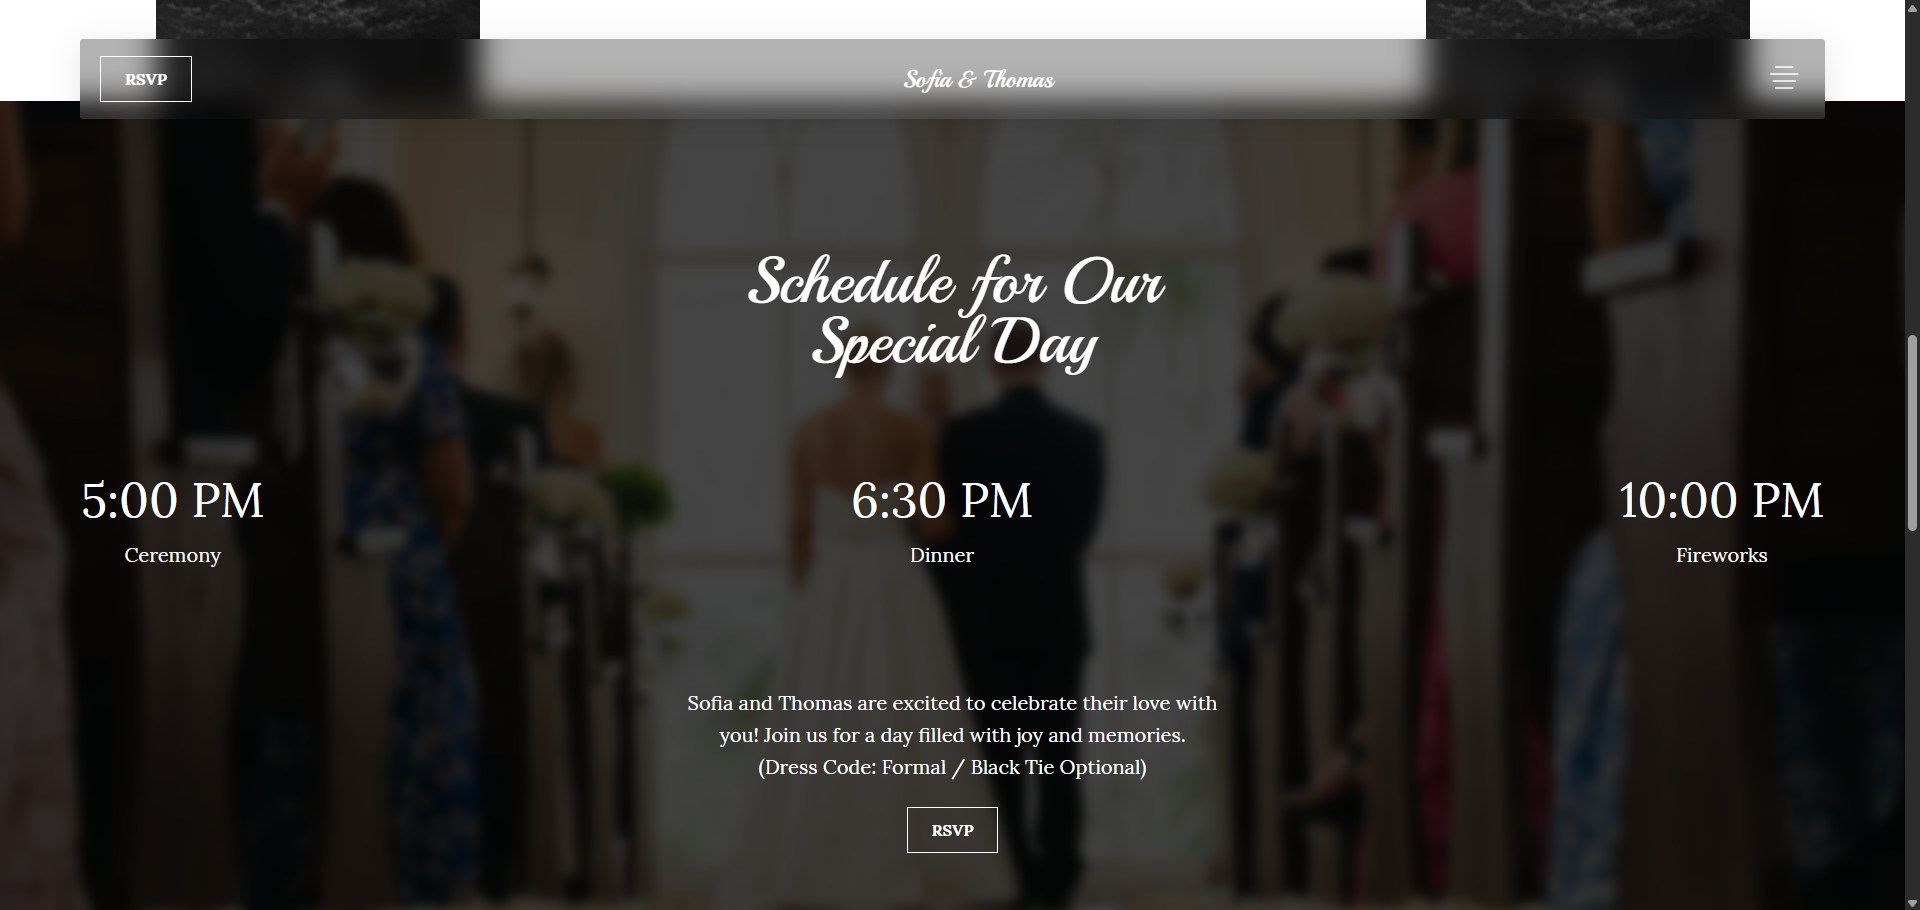 RSVP
Sofia & Thomas
Schedule for Our
Special Day
5:00 PM
Ceremony
6:30 PM
Dinner
10:00 PM
Fireworks
Sofia and Thomas are excited to celebrate their love with
you! Join us for a day filled with joy and memories.
(Dress Code: Formal / Black Tie Optional)
RSVP